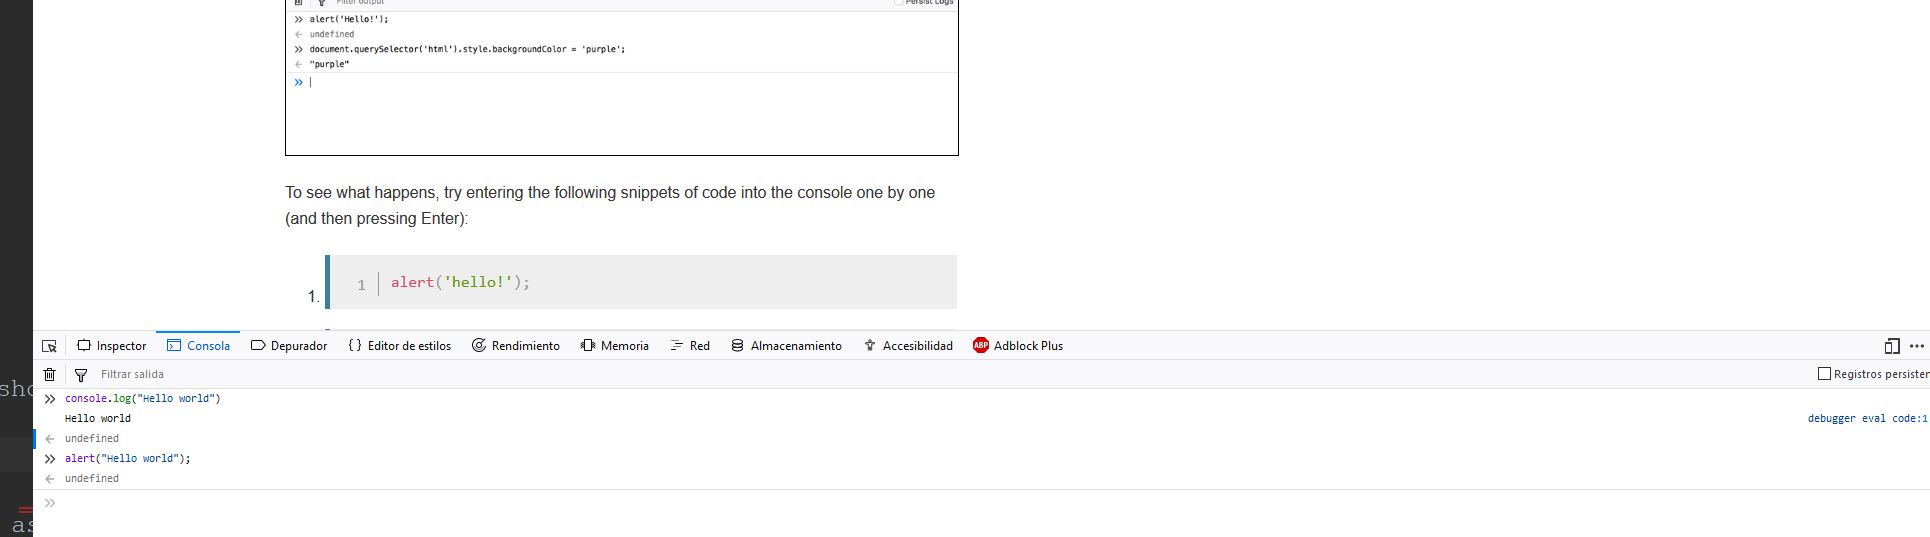 Filter output Persist Logs
» alert('Hello!');
← undefined
» document.querySelector('html').style.backgroundColor = 'purple';
← "purple"
»
To see what happens, try entering the following snippets of code into the console one by one
(and then pressing Enter):
1. 1 alert('hello!');
Inspector Consola Depurador {} Editor de estilos Rendimiento Memoria Red Almacenamiento Accesibilidad ABP Adblock Plus
Filtrar salida Registros persister
sho
» console.log("Hello world")
Hello world debugger eval code:1
← undefined
» alert("Hello world");
← undefined
»
as